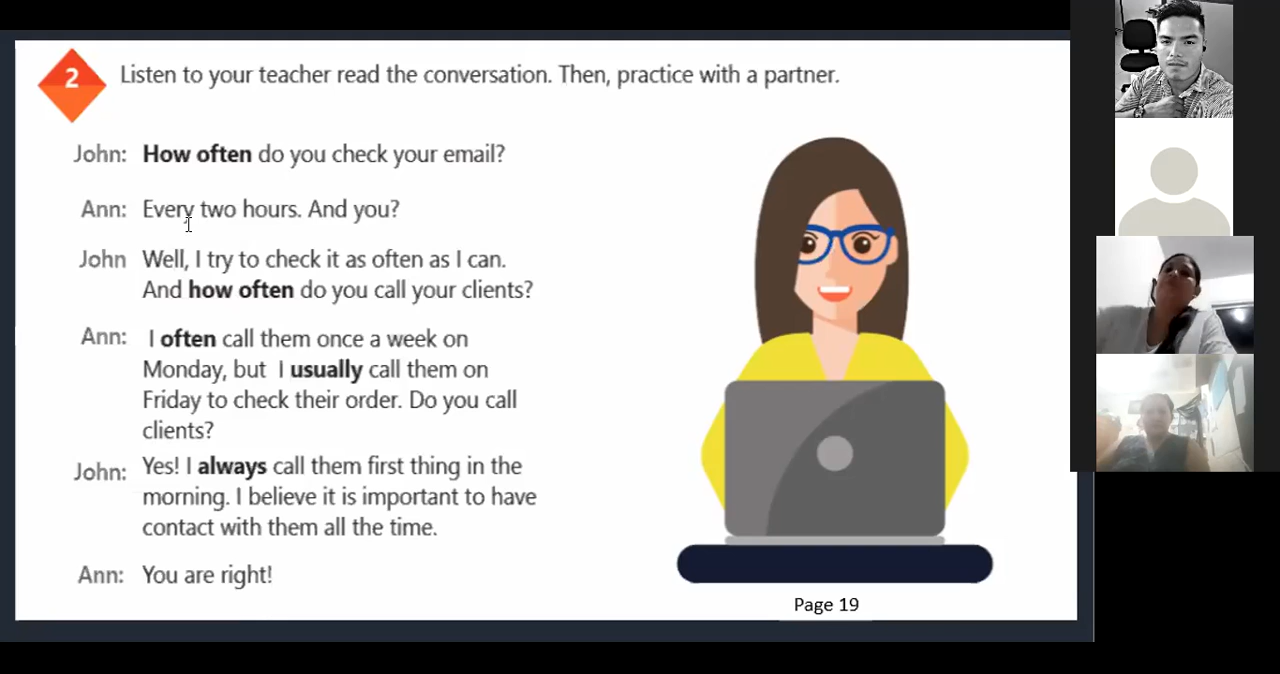 2 Listen to your teacher read the conversation. Then, practice with a partner.
John: How often do you check your email?
Ann: Every two hours. And you?
John Well, I try to check it as often as I can.
And how often do you call your clients?
Ann: I often call them once a week on
Monday, but I usually call them on
Friday to check their order. Do you call
clients?
John: Yes! I always call them first thing in the
morning. I believe it is important to have
contact with them all the time.
Ann: You are right!
Page 19